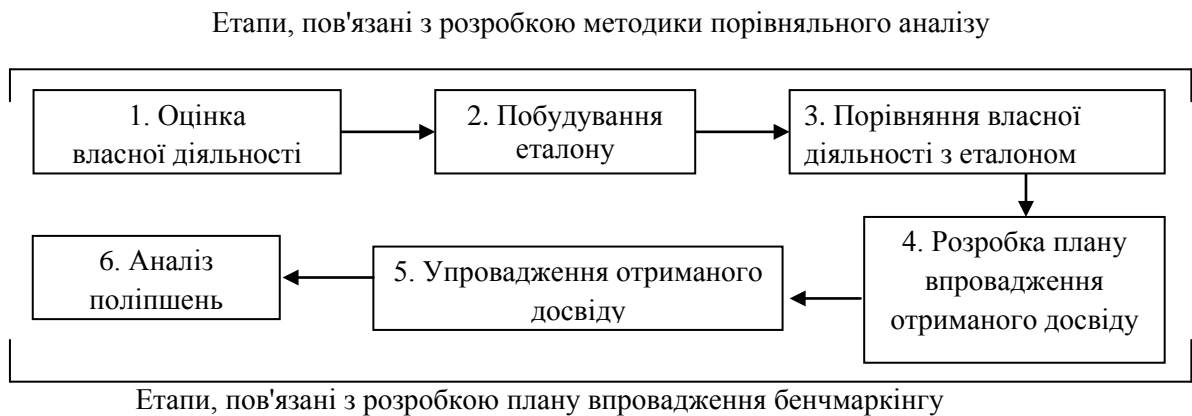 Етапи, пов'язані з розробкою методики порівняльного аналізу
1. Оцінка
власної діяльності
2. Побудування
еталону
3. Порівняння власної
діяльності з еталоном
4. Розробка плану
впровадження
отриманого досвіду
5. Упровадження отриманого
досвіду
6. Аналіз
поліпшень
Етапи, пов'язані з розробкою плану впровадження бенчмаркінгу